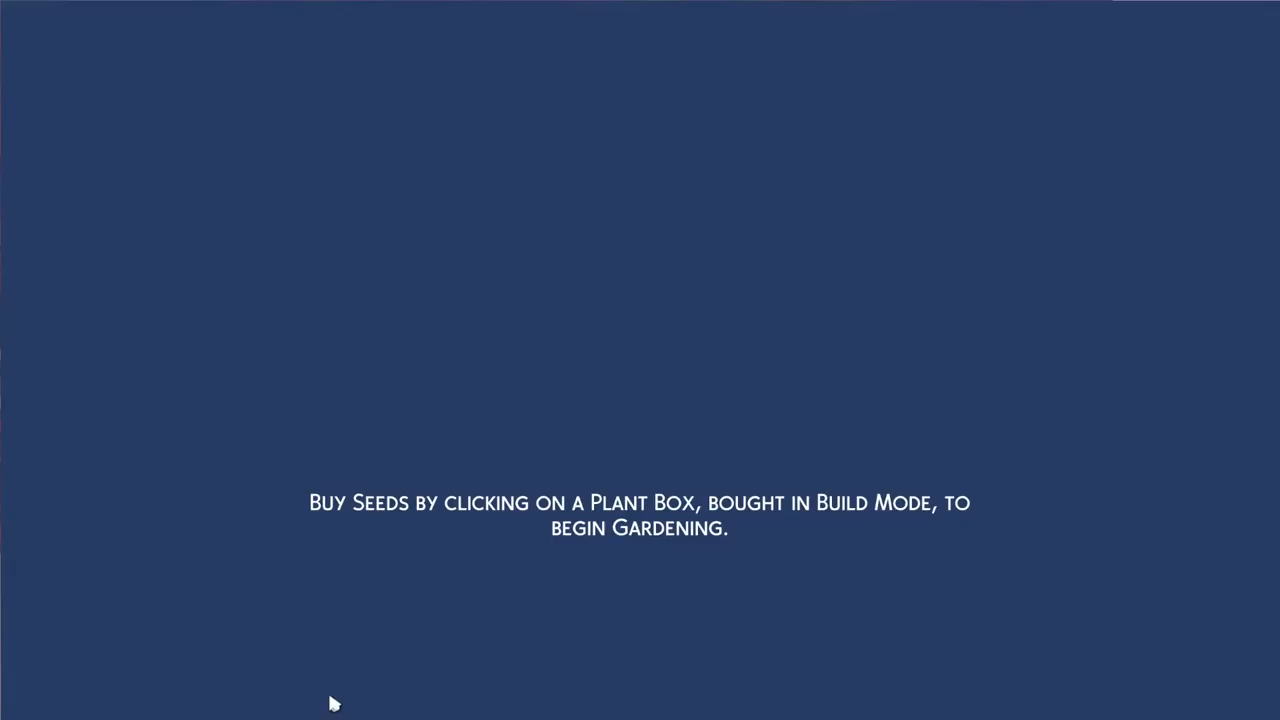 Buy Seeds by clicking on a Plant Box, bought in Build Mode, to
begin Gardening.